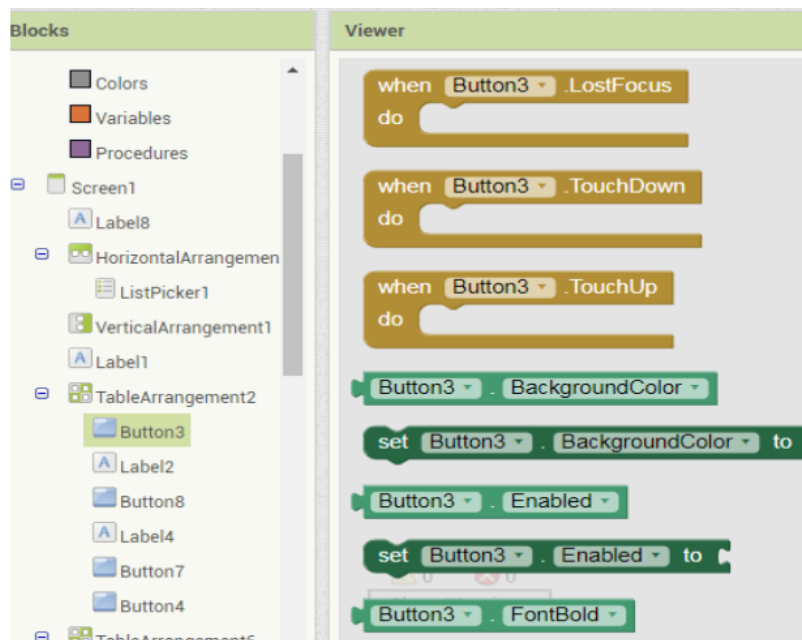 Blocks
Colors
Variables
Procedures
Screen1
Label8
HorizontalArrangemen
ListPicker1
VerticalArrangement1
Label1
TableArrangement2
Button3
Label2
Button8
Label4
Button7
Button4
Viewer
when Button3 .LostFocus
do
when Button3 .TouchDown
do
when Button3 .TouchUp
do
Button3 . BackgroundColor
set Button3 . BackgroundColor to
Button3 . Enabled
set Button3 . Enabled to
0 0
Button3 . FontBold